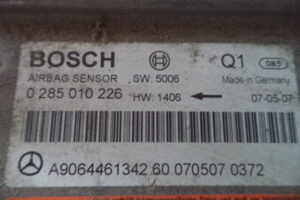 BOSCH Q1 085
AIRBAG SENSOR SW: 5006 Made in Germany
0 285 010 226 HW: 1406 07-05-07
A9064461342 60 070507 0372